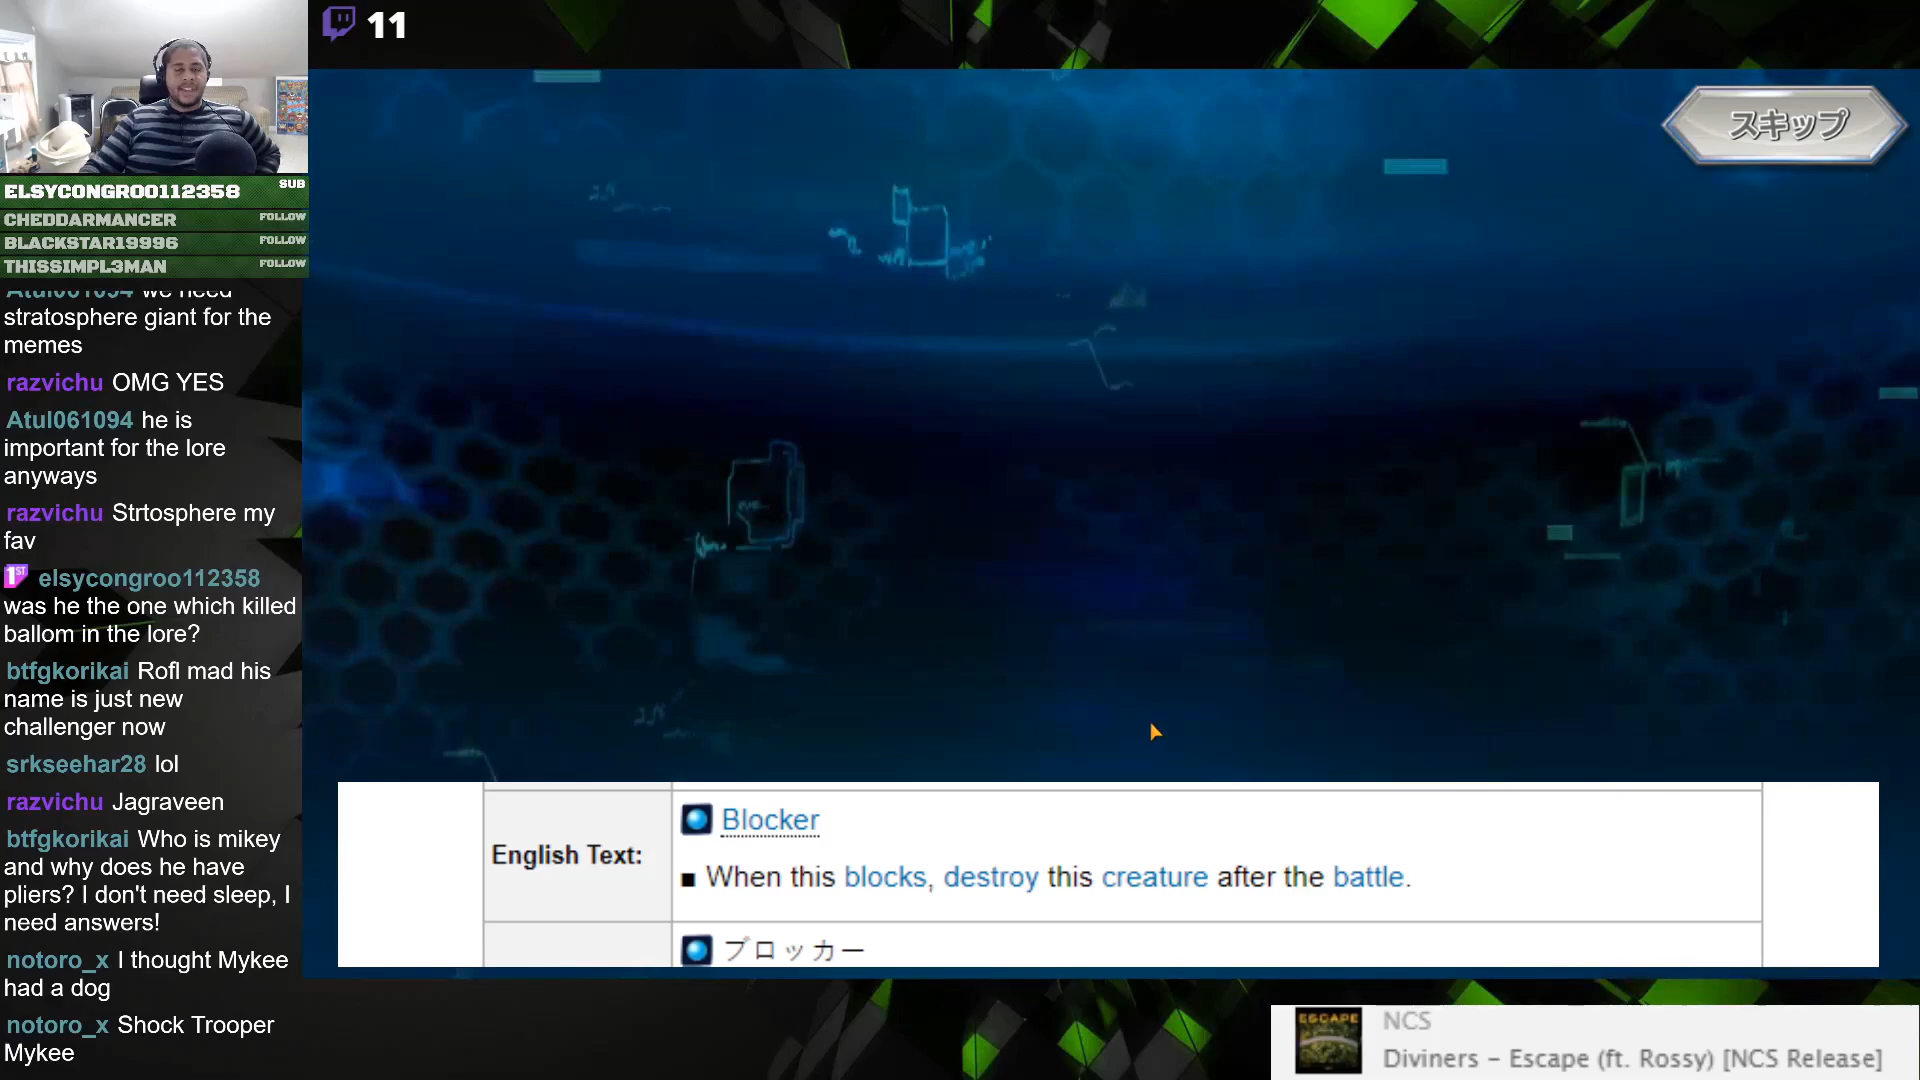 11
スキップ
ELSYCONGROO112358 SUB
CHEDDARMANCER FOLLOW
BLACKSTAR19996 FOLLOW
THISSIMPL3MAN FOLLOW
Atul061094 we need
stratosphere giant for the
memes
razvichu OMG YES
Atul061094 he is
important for the lore
anyways
razvichu Strtosphere my
fav
1ST elsycongroo112358
was he the one which killed
ballom in the lore?
btfgkorikai Rofl mad his
name is just new
challenger now
srkseehar28 lol
razvichu Jagraveen
btfgkorikai Who is mikey
and why does he have
pliers? I don't need sleep, I
need answers!
notoro_x I thought Mykee
had a dog
notoro_x Shock Trooper
Mykee
English Text:
Blocker
■ When this blocks, destroy this creature after the battle.
ブロッカー
ESCAPE
NCS
Diviners – Escape (ft. Rossy) [NCS Release]